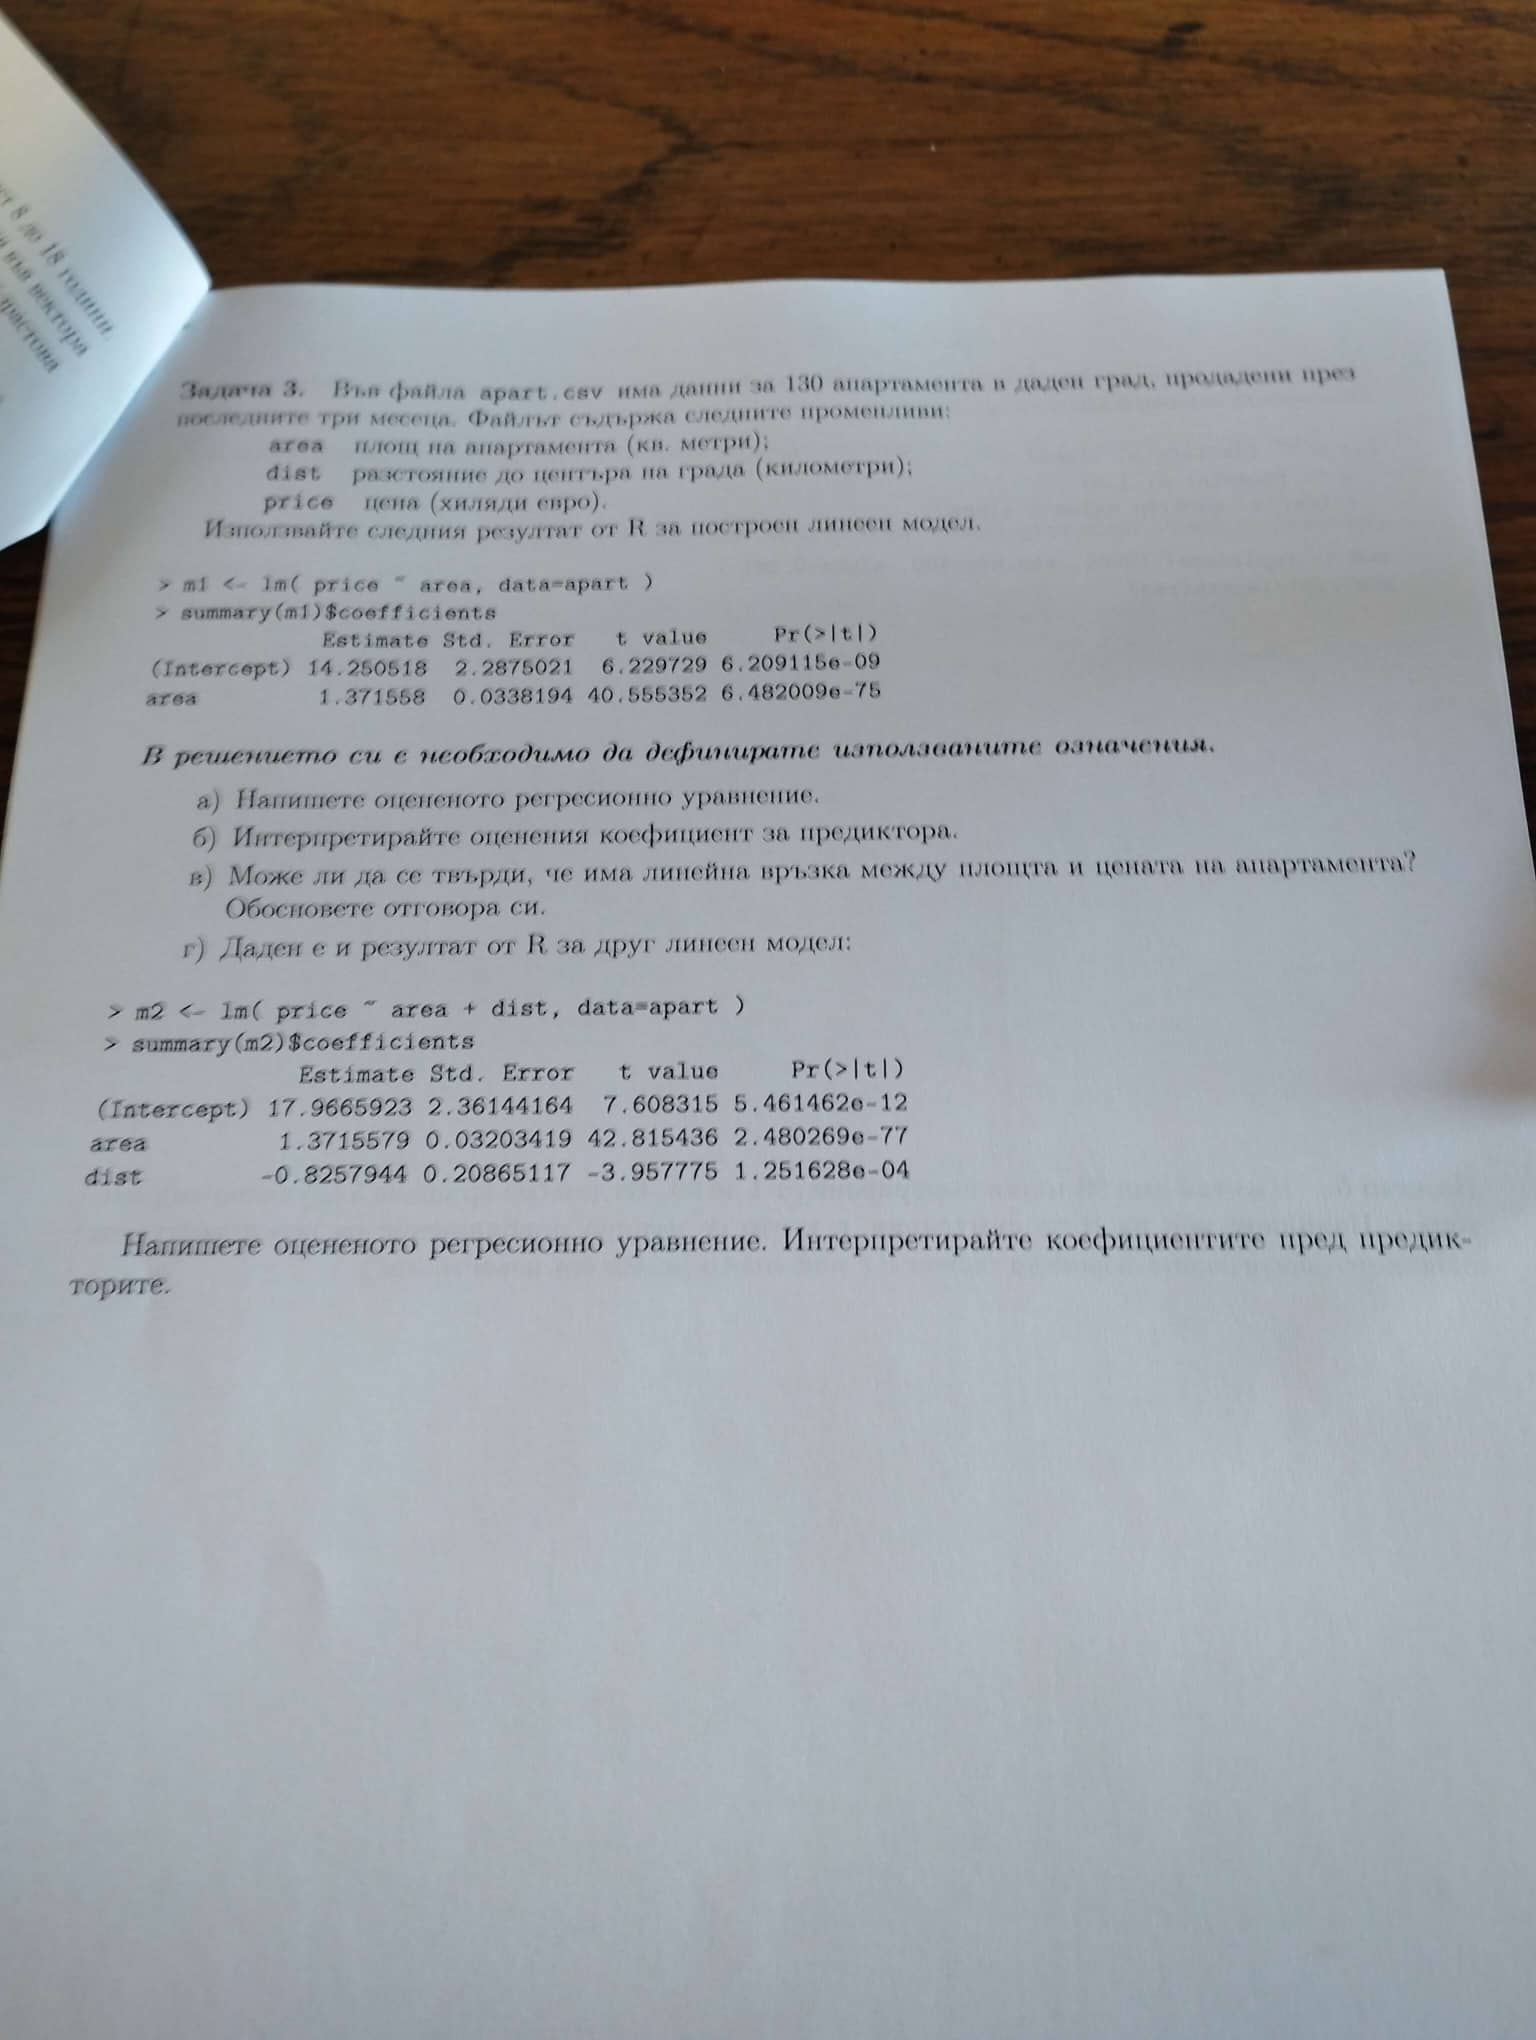 8 до 18 години.
във вектора
Задача 3. Във файла apart.csv има данни за 130 апартамента в даден град, продадени през
последните три месеца. Файлът съдържа следните променливи:
area площ на апартамента (кв. метри);
dist разстояние до центъра на града (километри);
price цена (хиляди евро).
Използвайте следния резултат от R за построен линеен модел.
> m1 <- lm( price ~ area, data=apart )
> summary(m1)$coefficients
Estimate Std. Error t value Pr(>|t|)
(Intercept) 14.250518 2.2875021 6.229729 6.209115e-09
area 1.371558 0.0338194 40.555352 6.482009e-75
В решението си е необходимо да дефинирате използваните означения.
а) Напишете оцененото регресионно уравнение.
б) Интерпретирайте оценения коефициент за предиктора.
в) Може ли да се твърди, че има линейна връзка между площта и цената на апартамента?
Обосновете отговора си.
г) Даден е и резултат от R за друг линеен модел:
> m2 <- lm( price ~ area + dist, data=apart )
> summary(m2)$coefficients
Estimate Std. Error t value Pr(>|t|)
(Intercept) 17.9665923 2.36144164 7.608315 5.461462e-12
area 1.3715579 0.03203419 42.815436 2.480269e-77
dist -0.8257944 0.20865117 -3.957775 1.251628e-04
Напишете оцененото регресионно уравнение. Интерпретирайте коефициентите пред предик-
торите.